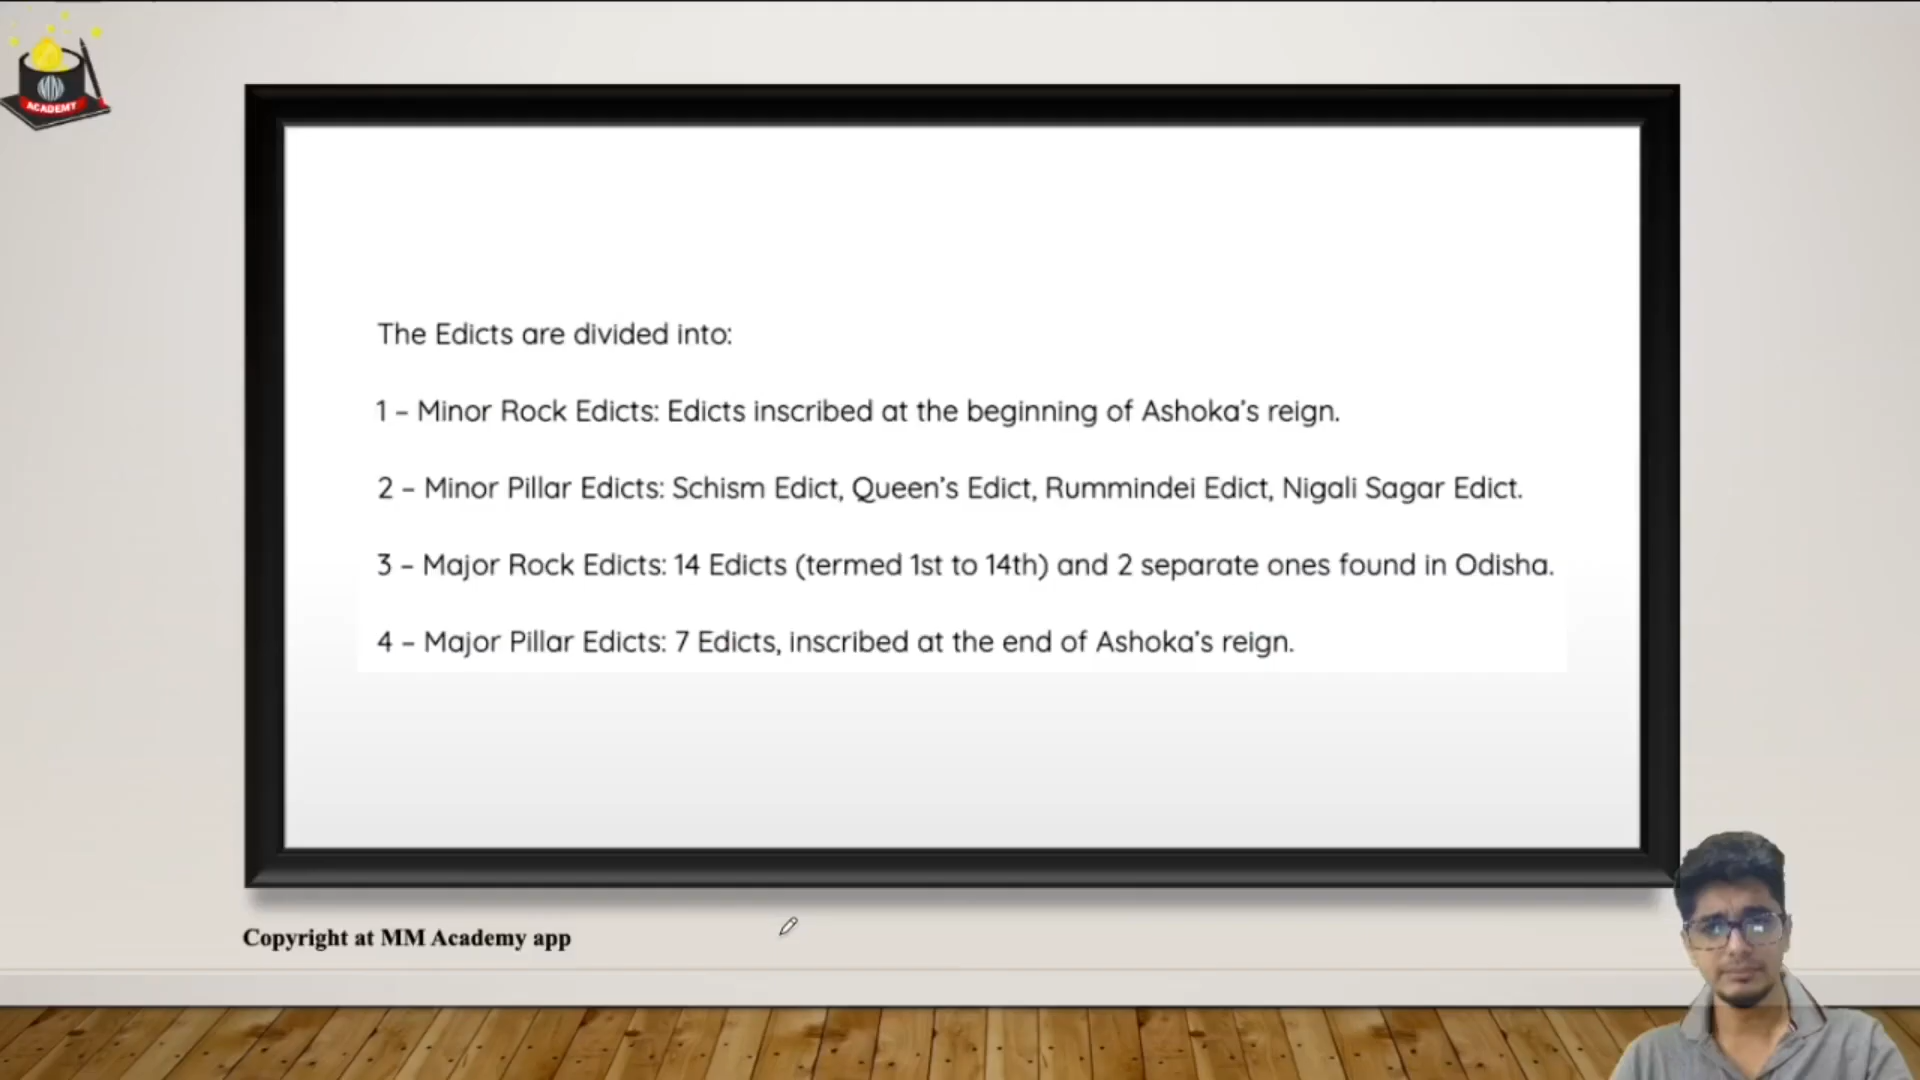 ACADEMY
The Edicts are divided into:
1 – Minor Rock Edicts: Edicts inscribed at the beginning of Ashoka's reign.
2 – Minor Pillar Edicts: Schism Edict, Queen's Edict, Rummindei Edict, Nigali Sagar Edict.
3 – Major Rock Edicts: 14 Edicts (termed 1st to 14th) and 2 separate ones found in Odisha.
4 – Major Pillar Edicts: 7 Edicts, inscribed at the end of Ashoka's reign.
Copyright at MM Academy app